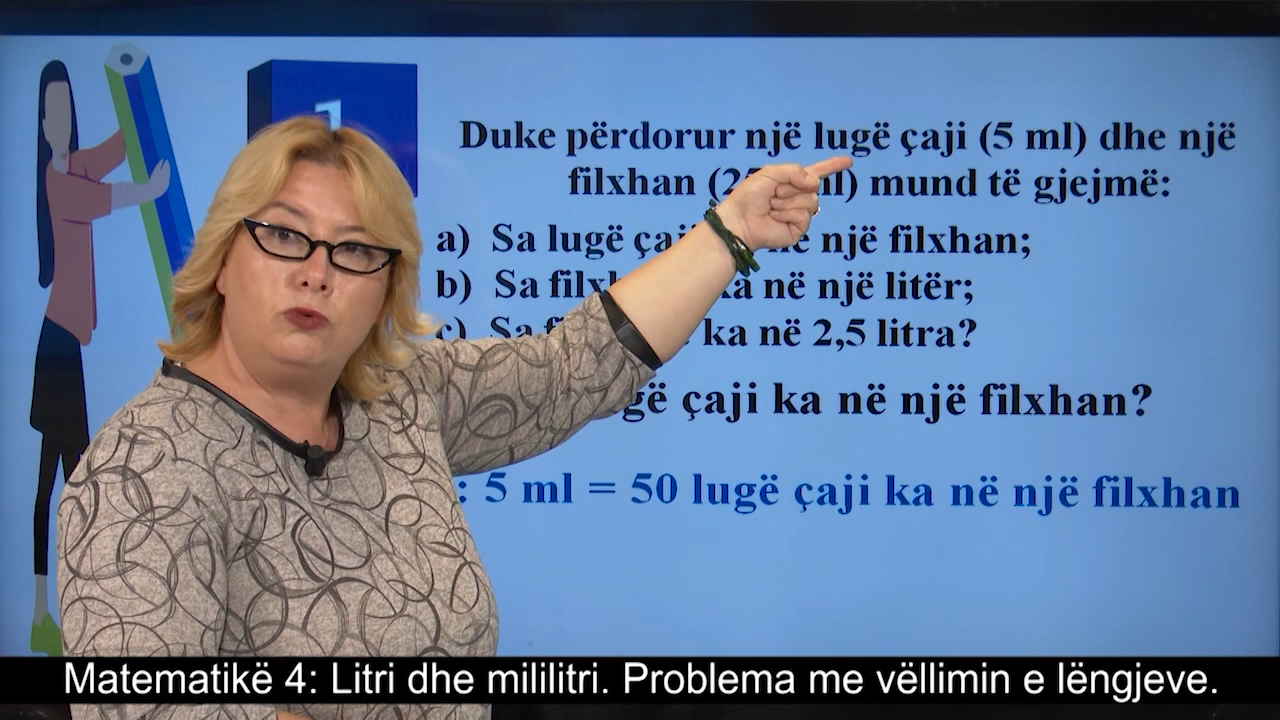 Duke përdorur një lugë çaji (5 ml) dhe një
filxhan mund të gjejmë:
a) Sa lugë në një filxhan;
b) Sa në një litër;
c) Sa ka në 2,5 litra?
çaji ka në një filxhan?
: 5 ml = 50 lugë çaji ka në një filxhan
Matematikë 4: Litri dhe mililitri. Problema me vëllimin e lëngjeve.